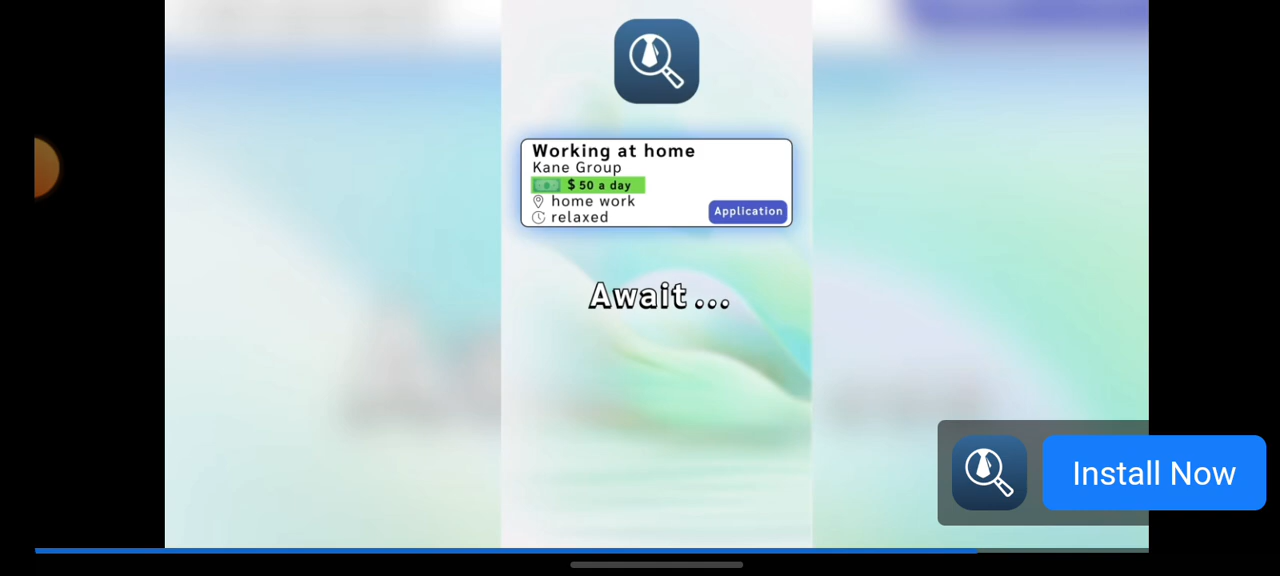 Working at home
Kane Group
$ 50 a day
home work
relaxed
Application
Await ...
Install Now